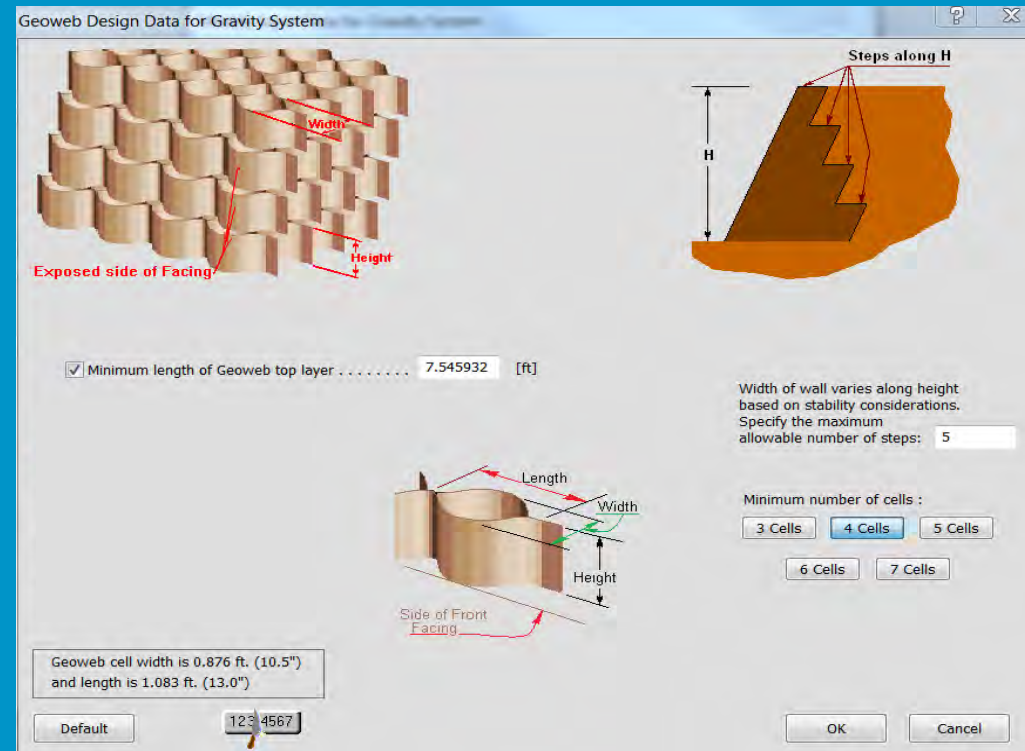 Geoweb Design Data for Gravity System
Steps along H
Width
H
Height
Exposed side of Facing
Minimum length of Geoweb top layer . . . . . . . . 7.545932 [ft]
Width of wall varies along height
based on stability considerations.
Specify the maximum
allowable number of steps: 5
Length
Width
Height
Side of Front
Facing
Minimum number of cells :
3 Cells 4 Cells 5 Cells
6 Cells 7 Cells
Geoweb cell width is 0.876 ft. (10.5")
and length is 1.083 ft. (13.0")
Default
123 4567
OK
Cancel